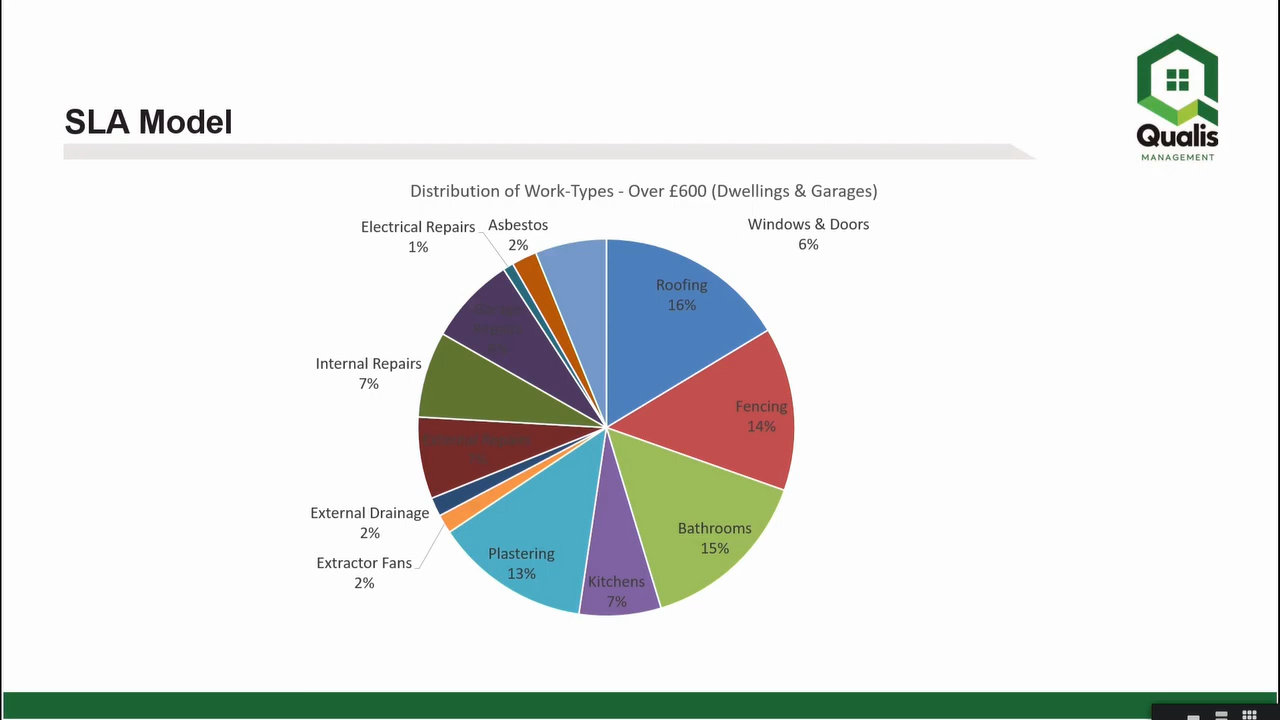 Qualis
MANAGEMENT
SLA Model
Distribution of Work-Types - Over £600 (Dwellings & Garages)
Electrical Repairs
1%
Asbestos
2%
Windows & Doors
6%
Roofing
16%
Internal Repairs
7%
Fencing
14%
External Repairs
External Drainage
2%
Bathrooms
15%
Extractor Fans
2%
Plastering
13%
Kitchens
7%